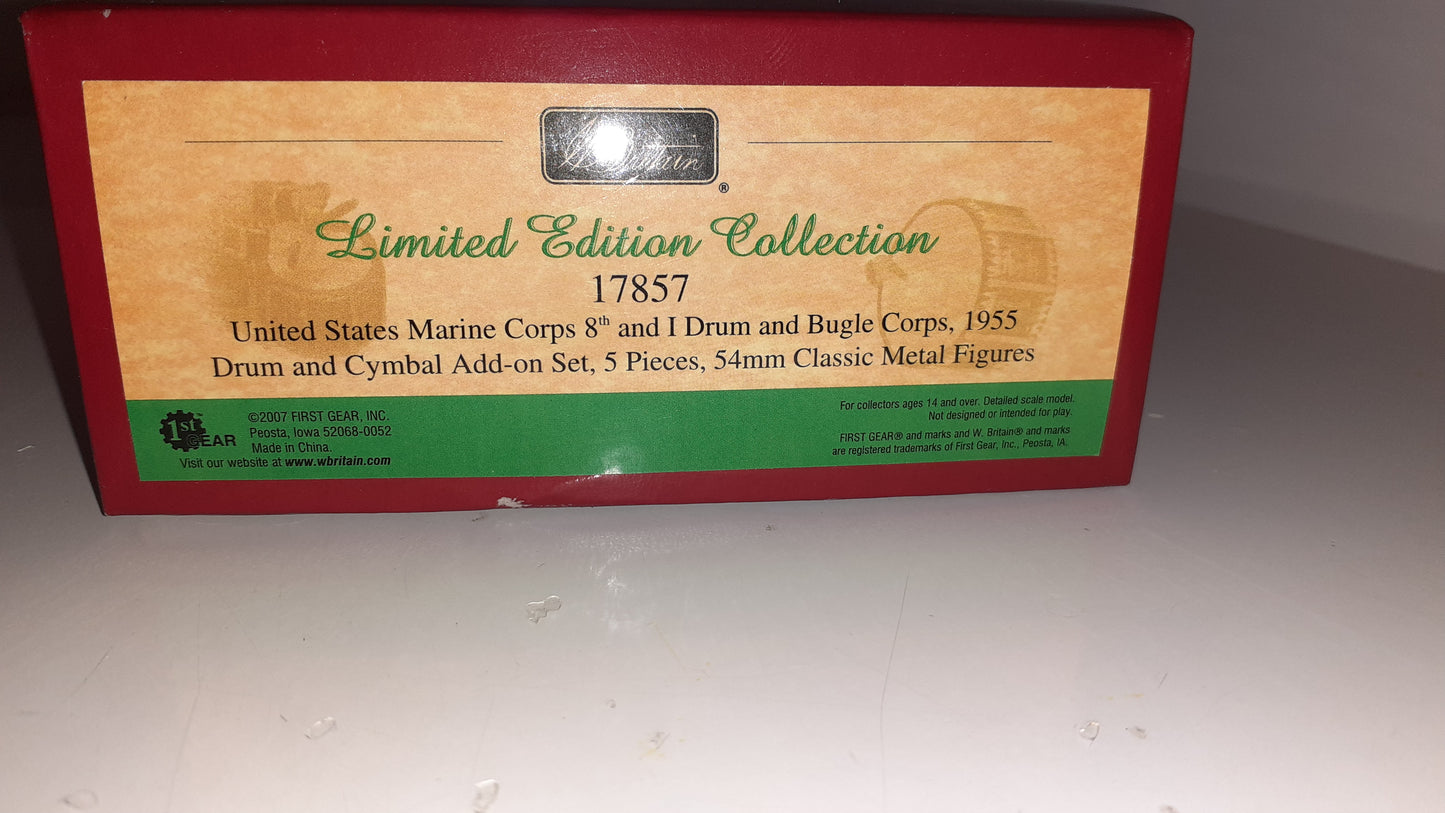 W Britain
®
Limited Edition Collection
17857
United States Marine Corps 8th and I Drum and Bugle Corps, 1955
Drum and Cymbal Add-on Set, 5 Pieces, 54mm Classic Metal Figures
1st GEAR™
©2007 FIRST GEAR, INC.
Peosta, Iowa 52068-0052
Made in China.
Visit our website at www.wbritain.com
For collectors ages 14 and over. Detailed scale model.
Not designed or intended for play.
FIRST GEAR® and marks and W. Britain® and marks
are registered trademarks of First Gear, Inc., Peosta, IA.